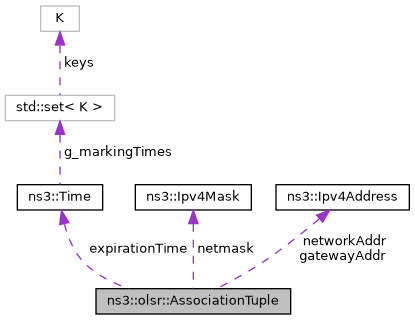 K
keys
std::set< K >
g_markingTimes
ns3::Time
ns3::Ipv4Mask
ns3::Ipv4Address
expirationTime
netmask
networkAddr
gatewayAddr
ns3::olsr::AssociationTuple